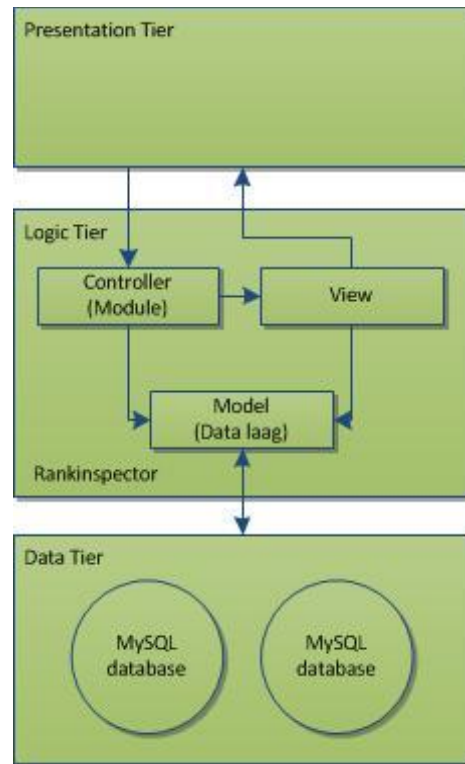 Presentation Tier
Logic Tier
Controller
(Module)
View
Model
(Data laag)
Rankinspector
Data Tier
MySQL
database
MySQL
database